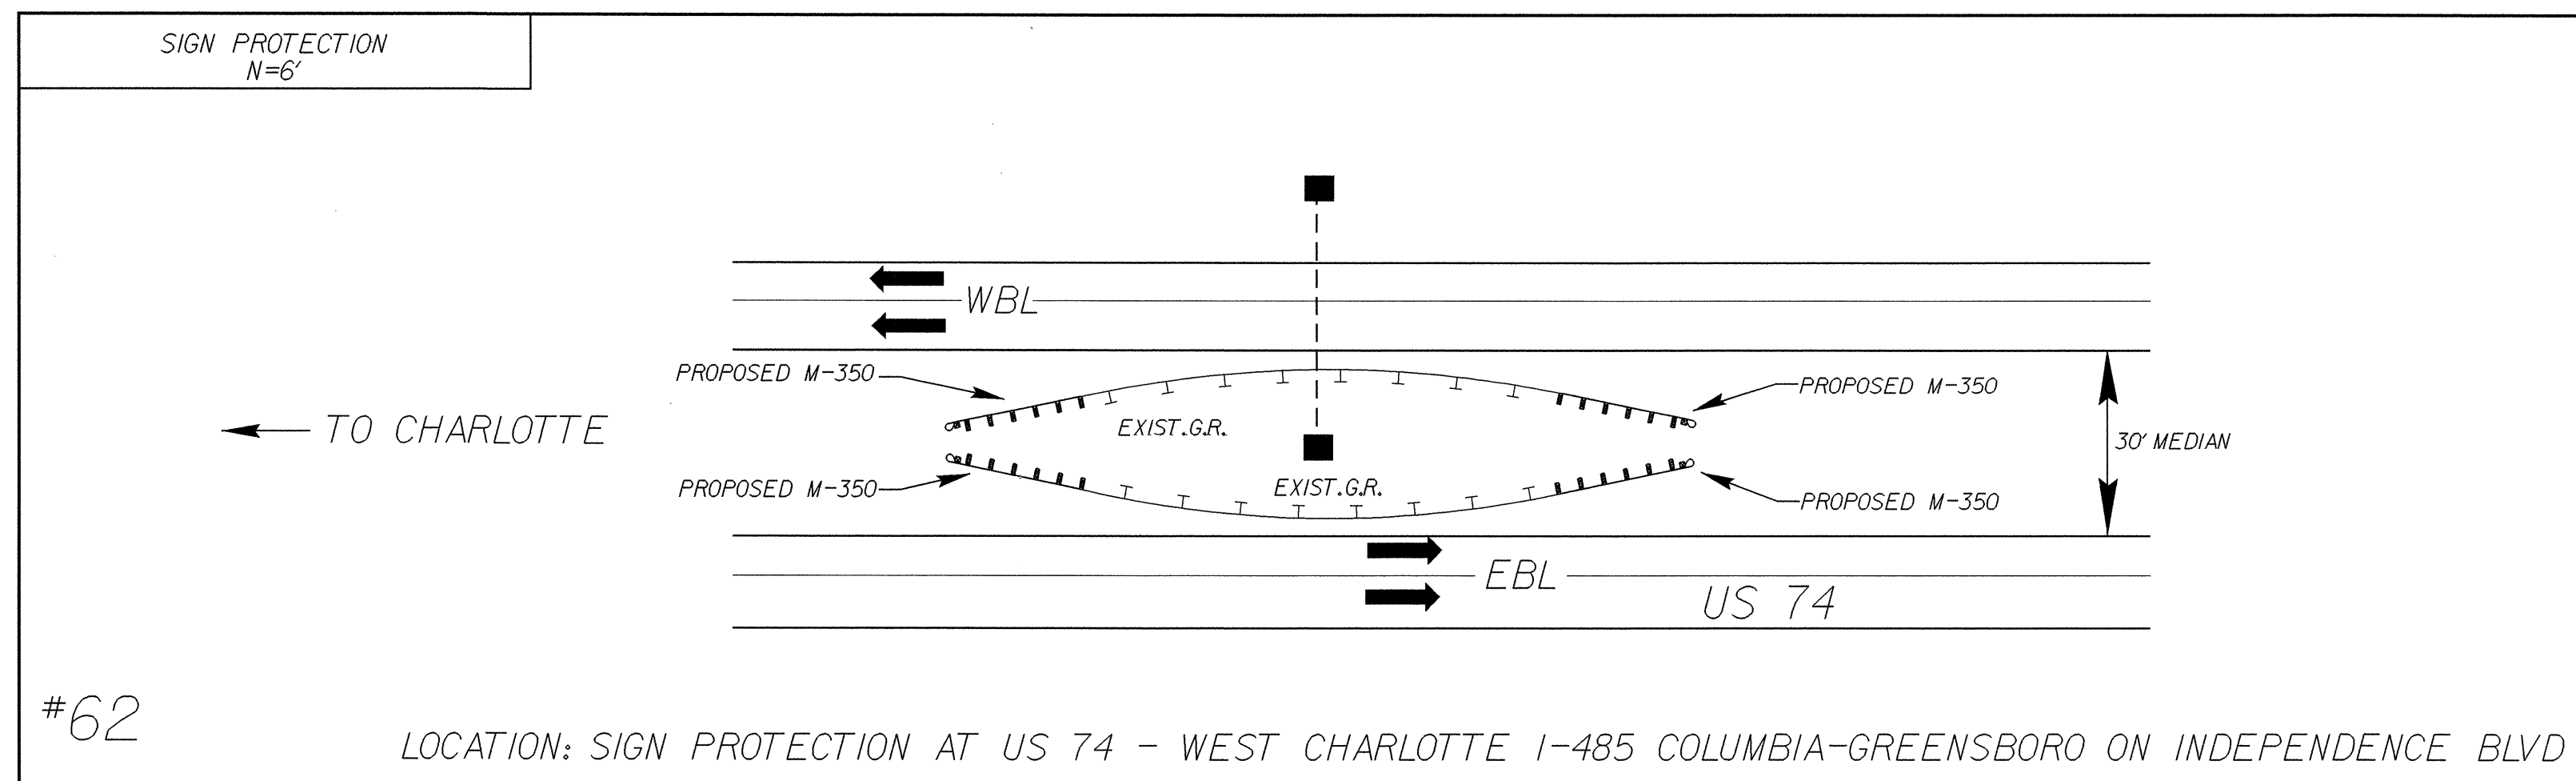 SIGN PROTECTION
N=6'
WBL
PROPOSED M-350
PROPOSED M-350
TO CHARLOTTE
EXIST.G.R.
30' MEDIAN
PROPOSED M-350
EXIST.G.R.
PROPOSED M-350
EBL
US 74
#62
LOCATION: SIGN PROTECTION AT US 74 - WEST CHARLOTTE I-485 COLUMBIA-GREENSBORO ON INDEPENDENCE BLVD